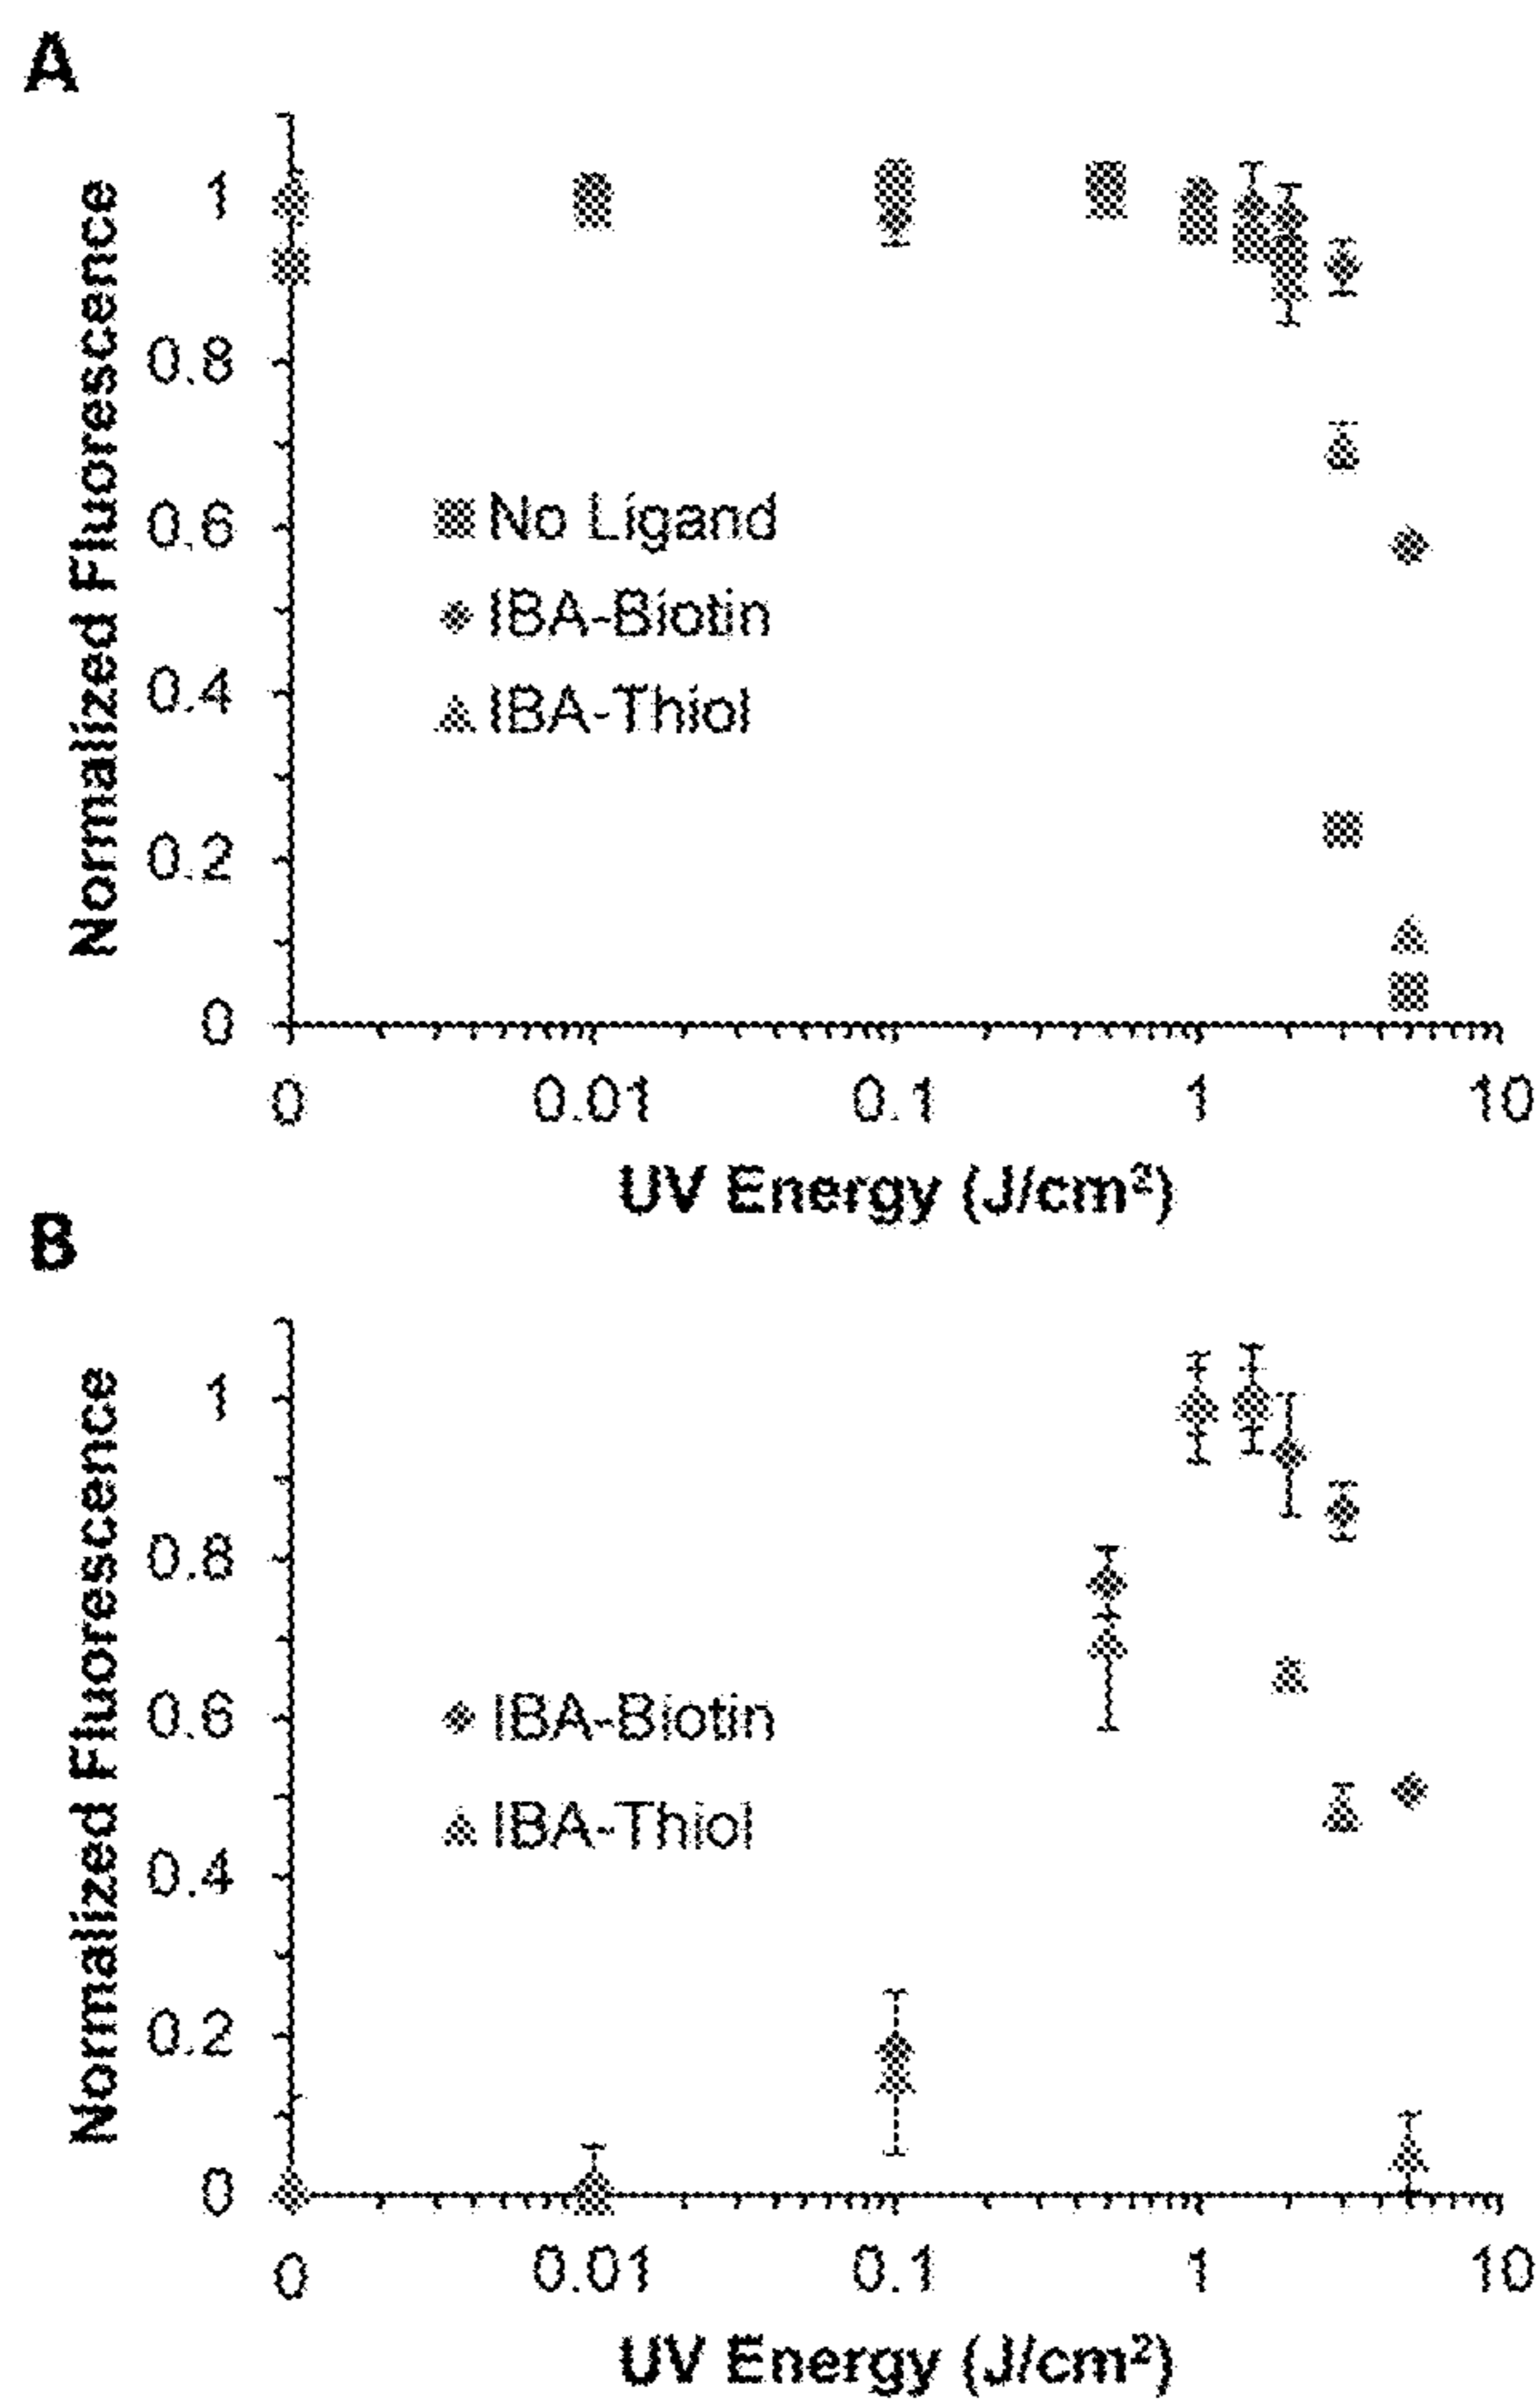 A
Normalized Fluorescence
1
0.8
0.6
0.4
0.2
0
No Ligand
IBA-Biotin
IBA-Thiol
0 0.01 0.1 1 10
UV Energy (J/cm²)
B
Normalized Fluorescence
1
0.8
0.6
0.4
0.2
0
IBA-Biotin
IBA-Thiol
0 0.01 0.1 1 10
UV Energy (J/cm²)